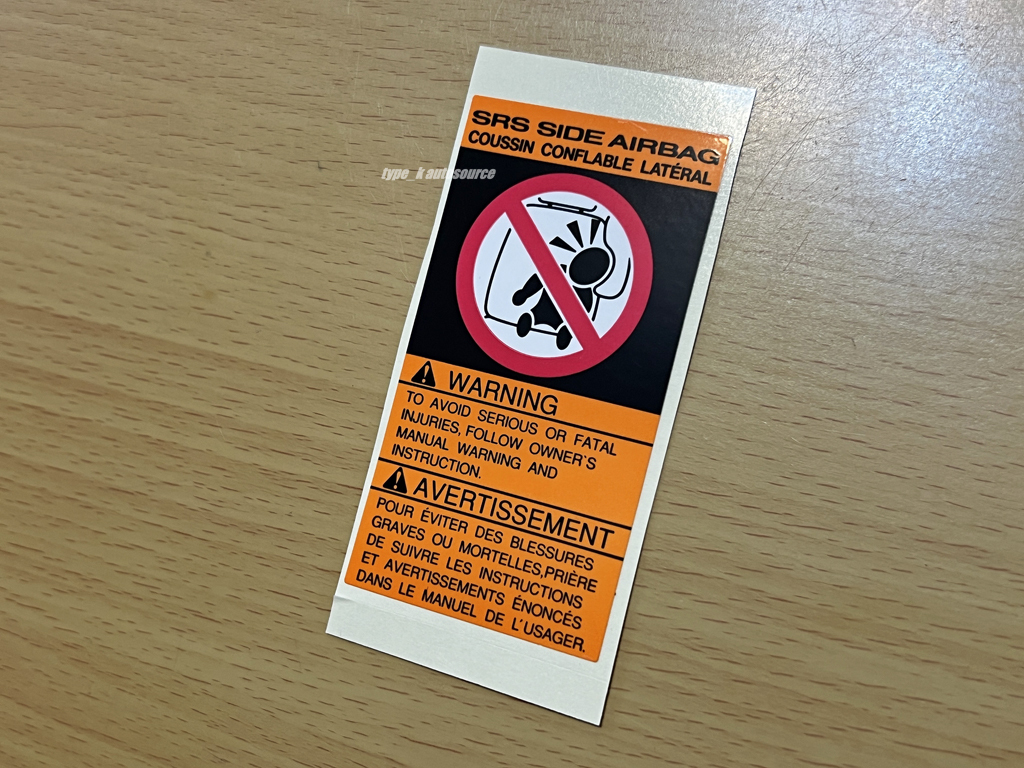 SRS SIDE AIRBAG
COUSSIN CONFLABLE LATÉRAL
type_k autosource
WARNING
TO AVOID SERIOUS OR FATAL
INJURIES, FOLLOW OWNER'S
MANUAL WARNING AND
INSTRUCTION.
AVERTISSEMENT
POUR ÉVITER DES BLESSURES
GRAVES OU MORTELLES,PRIÈRE
DE SUIVRE LES INSTRUCTIONS
ET AVERTISSEMENTS ÉNONCÉS
DANS LE MANUEL DE L'USAGER.